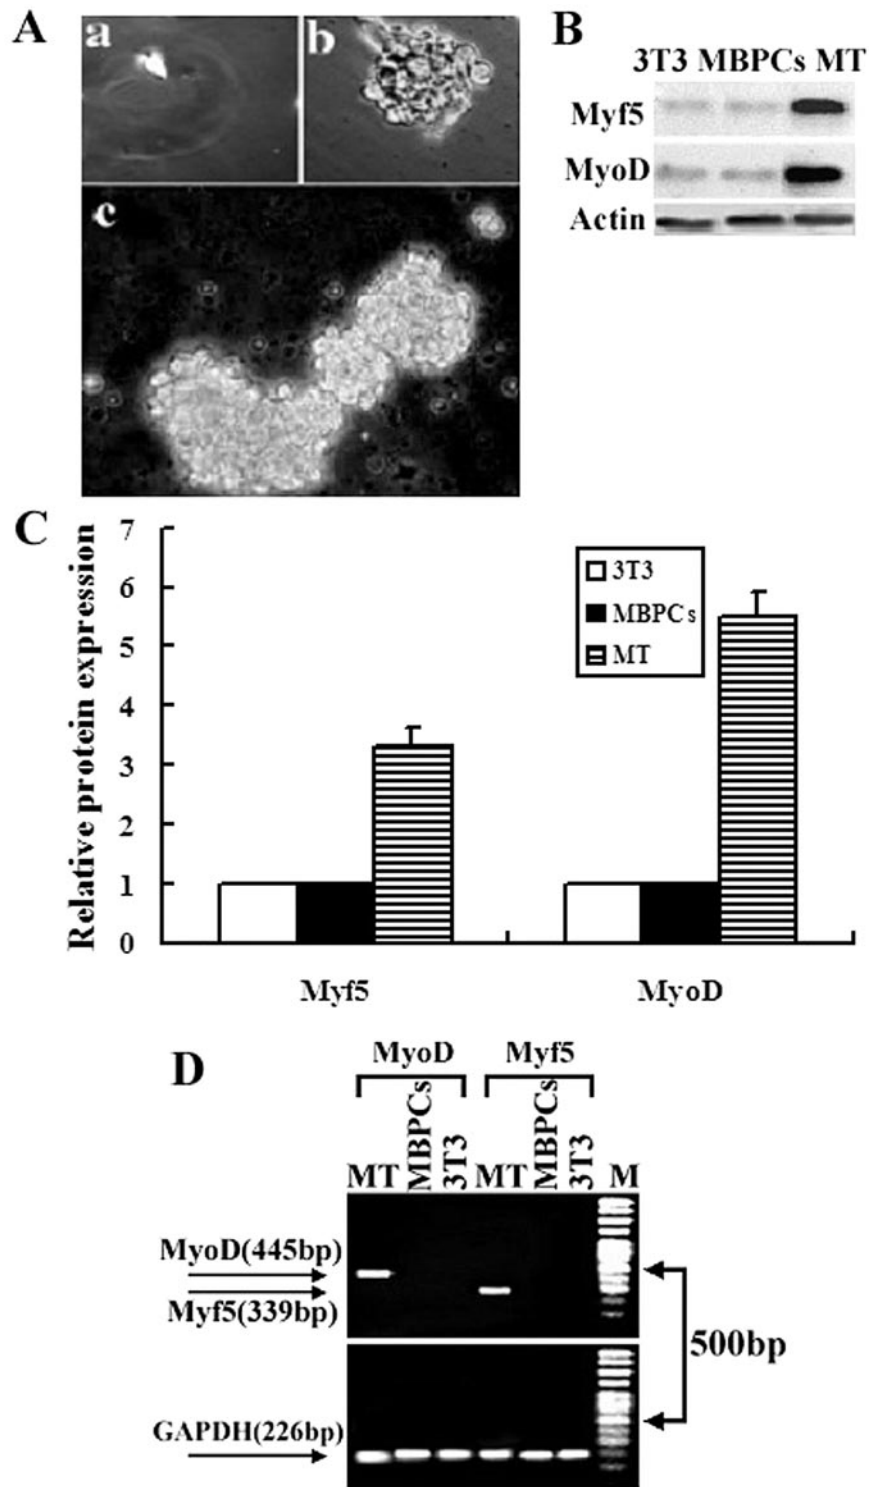 A
a
b
c
B
3T3 MBPCs MT
Myf5
MyoD
Actin
C
Relative protein expression
7
6
5
4
3
2
1
0
3T3
MBPCs
MT
Myf5
MyoD
D
MyoD
Myf5
MT
MBPCs
3T3
MT
MBPCs
3T3
M
MyoD(445bp)
Myf5(339bp)
500bp
GAPDH(226bp)